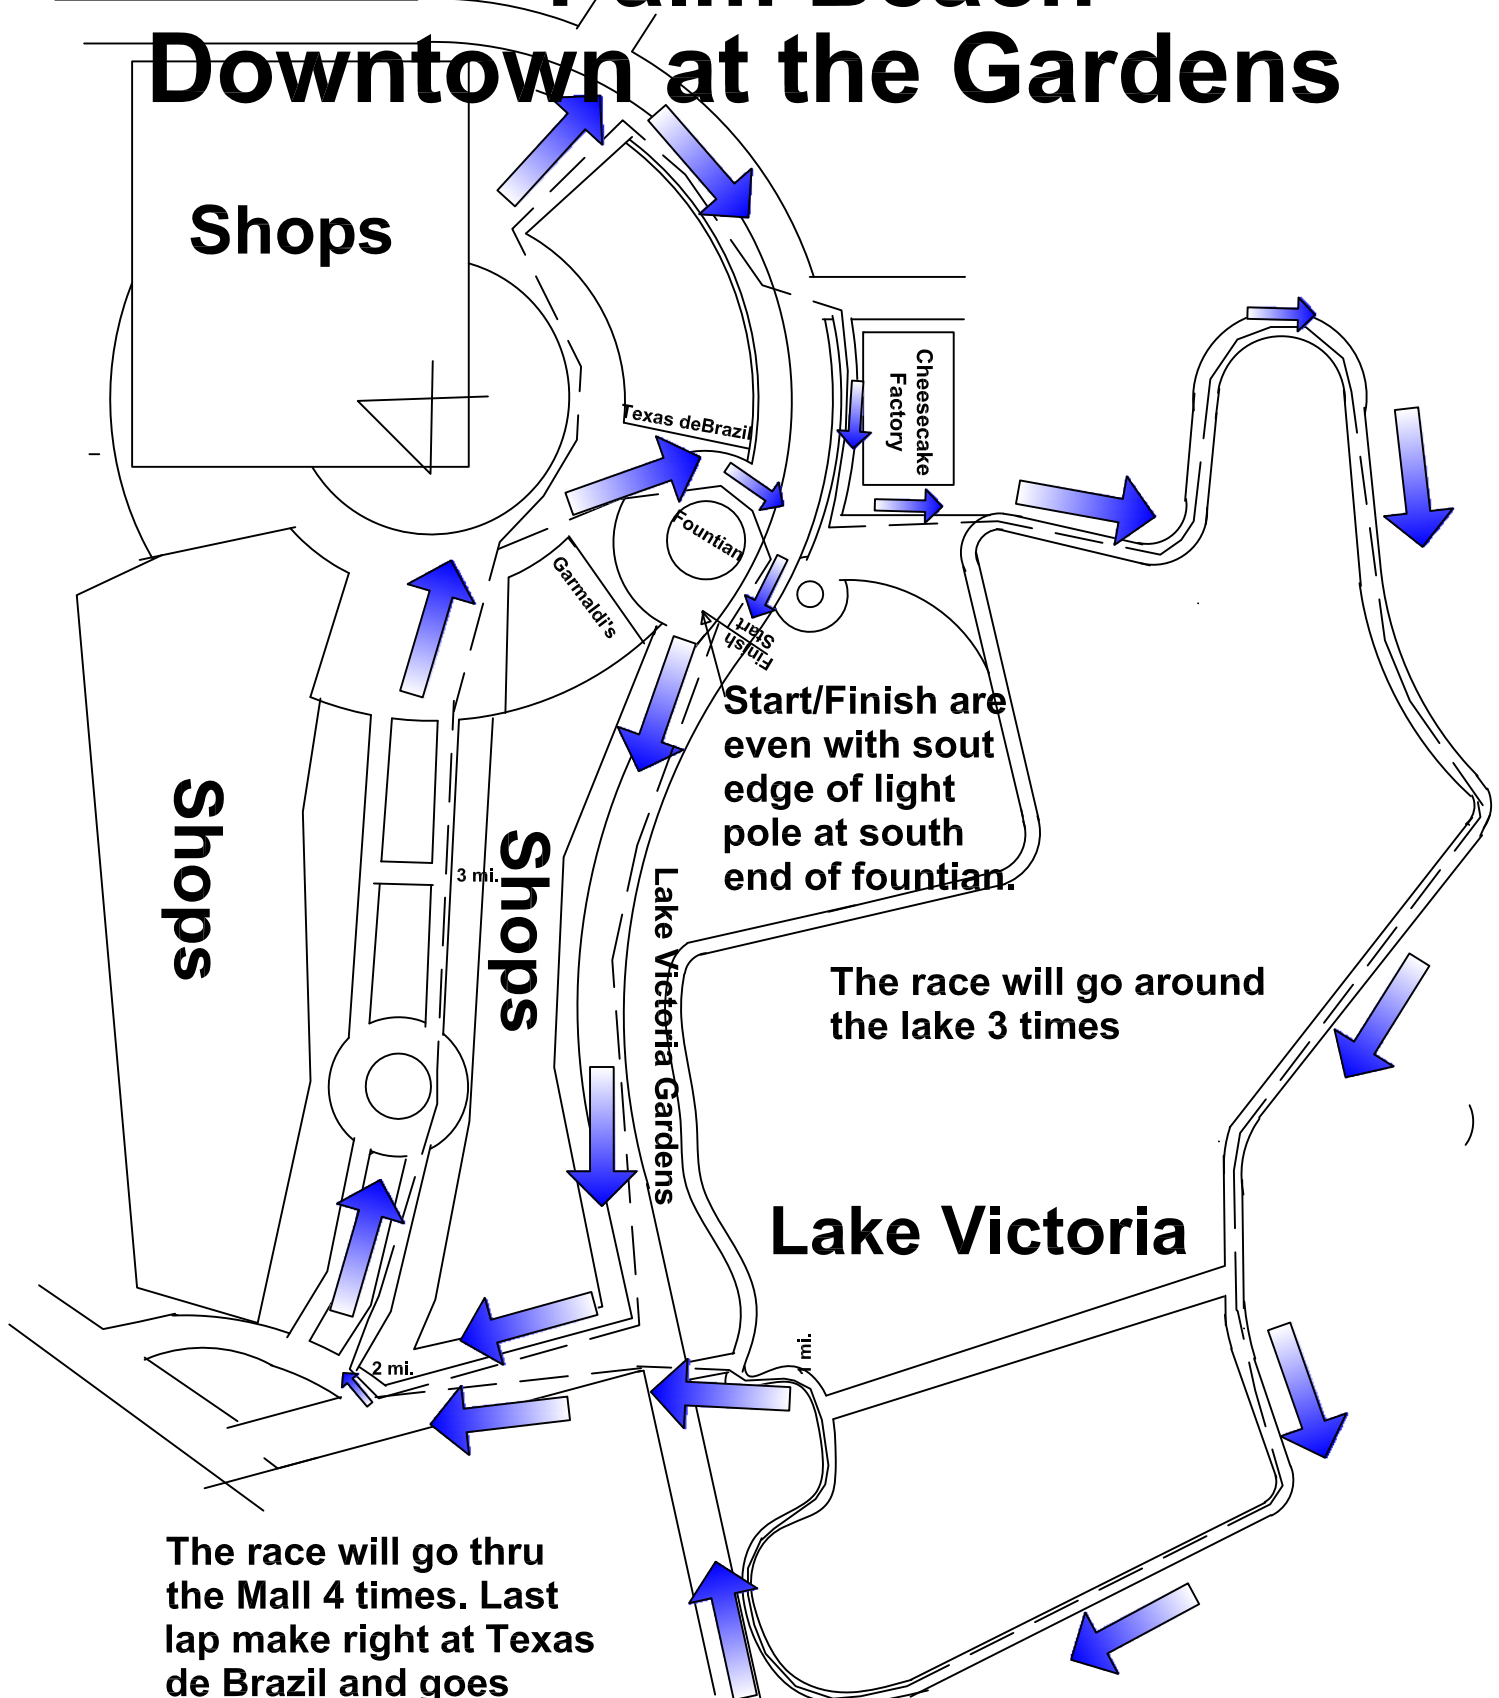 Palm Beach
Downtown at the Gardens
Shops
Cheesecake
Factory
Texas deBrazil
Fountian
Garmaldi's
Start
Finish
Start/Finish are
even with sout
edge of light
pole at south
end of fountian.
Shops
Shops
3 mi.
Lake Victoria Gardens
The race will go around
the lake 3 times
Lake Victoria
1 mi.
2 mi.
The race will go thru
the Mall 4 times. Last
lap make right at Texas
de Brazil and goes